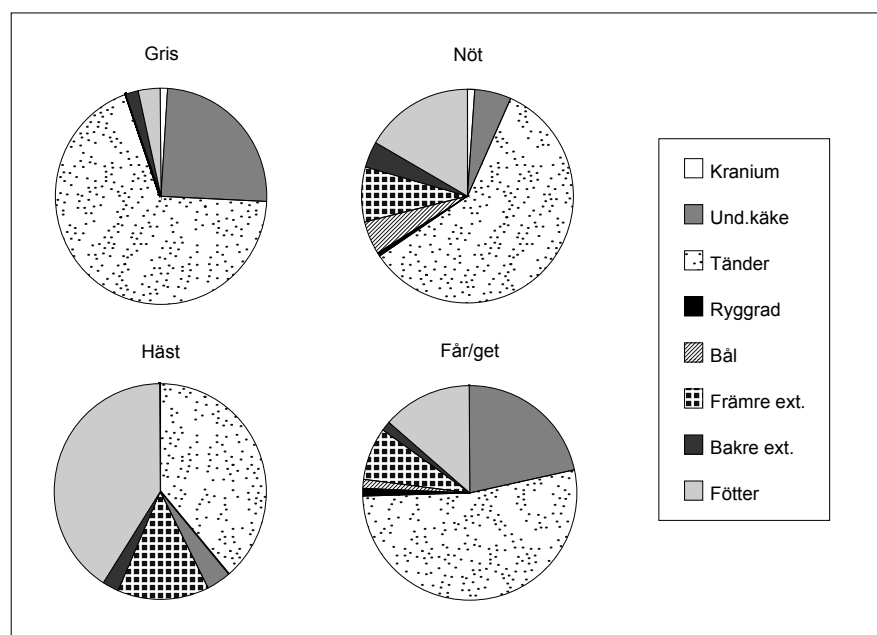 Gris
Nöt
Häst
Får/get
Kranium
Und.käke
Tänder
Ryggrad
Bål
Främre ext.
Bakre ext.
Fötter